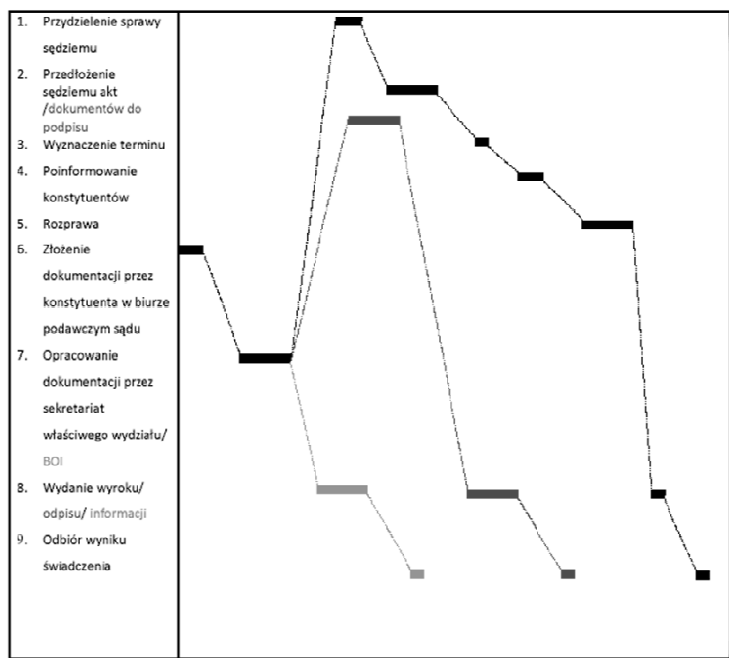 1. Przydzielenie sprawy
sędziemu
2. Przedłożenie
sędziemu akt
/dokumentów do
podpisu
3. Wyznaczenie terminu
4. Poinformowanie
konstytuentów
5. Rozprawa
6. Złożenie
dokumentacji przez
konstytuenta w biurze
podawczym sądu
7. Opracowanie
dokumentacji przez
sekretariat
właściwego wydziału/
BOI
8. Wydanie wyroku/
odpisu/ informacji
9. Odbiór wyniku
świadczenia